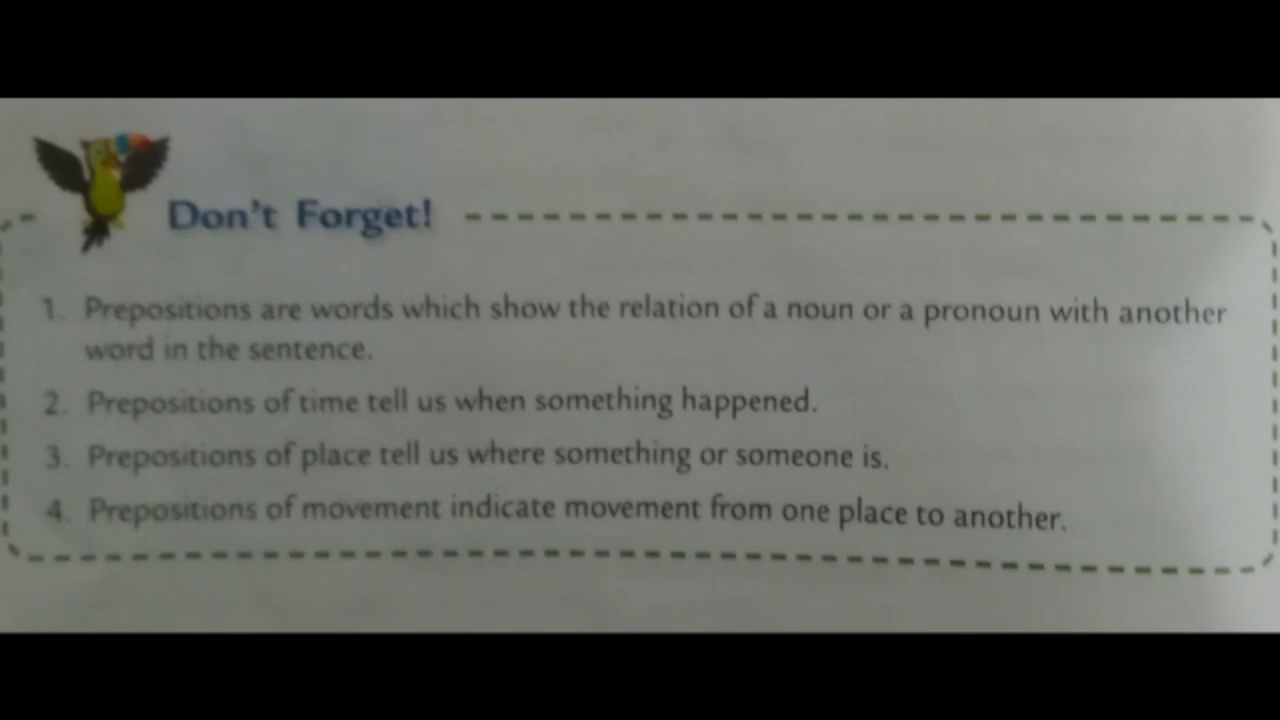 Don't Forget!
1. Prepositions are words which show the relation of a noun or a pronoun with another
word in the sentence.
2. Prepositions of time tell us when something happened.
3. Prepositions of place tell us where something or someone is.
4. Prepositions of movement indicate movement from one place to another.